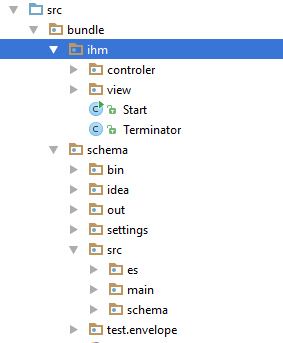 src
bundle
ihm
controler
view
Start
Terminator
schema
bin
idea
out
settings
src
es
main
schema
test.envelope